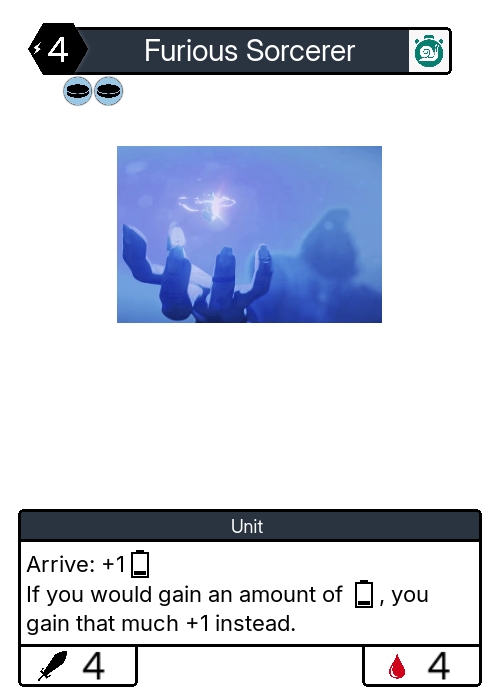 4
Furious Sorcerer
Unit
Arrive: +1
If you would gain an amount of , you
gain that much +1 instead.
4
4